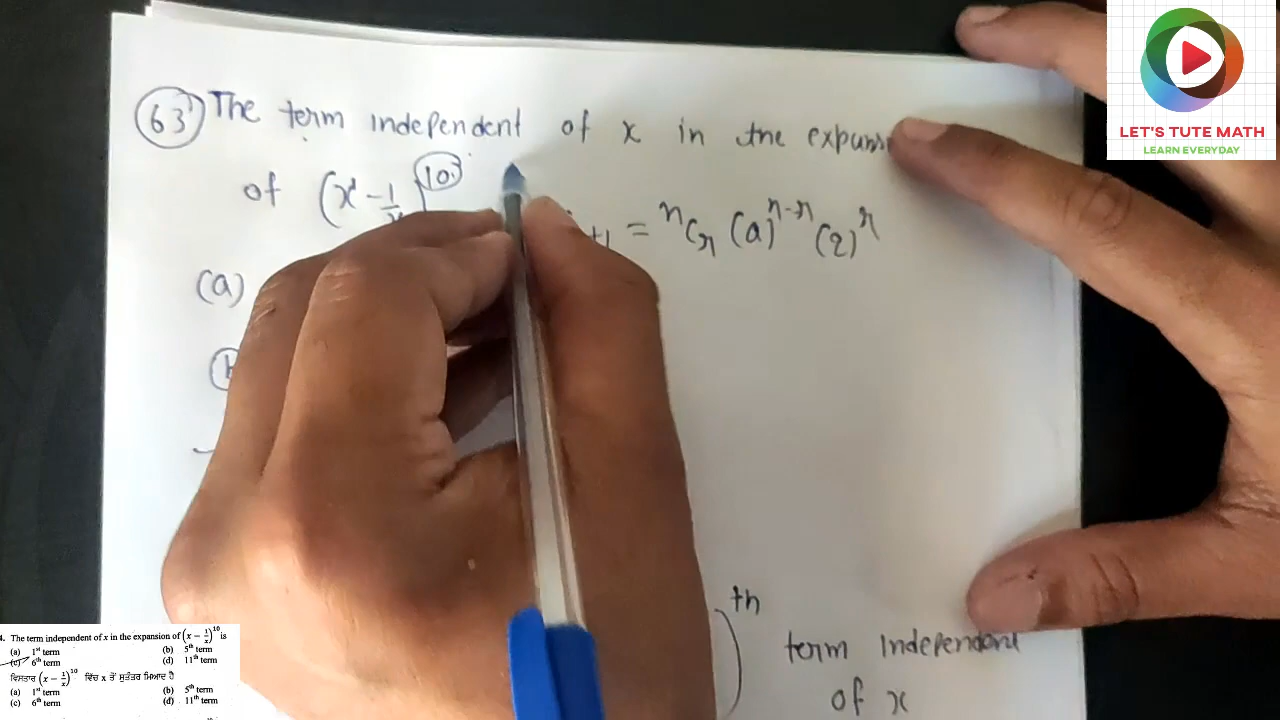 63 The term independent of x in the
of (x - 1/x)10
+1 = nCr (a)n-r (2)r
(a)
th
term independent
of x
LET'S TUTE MATH
LEARN EVERYDAY
4. The term independent of x in the expansion of (x - 1/x)10 is
(a) 1st term (b) 5th term
(c) 6th term (d) 11th term
ਵਿਸਤਾਰ (x - 1/x)10 ਵਿੱਚ x ਤੋਂ ਸੁਤੰਤਰ ਮਿਆਦ ਹੈ
(a) 1st term (b) 5th term
(c) 6th term (d) 11th term